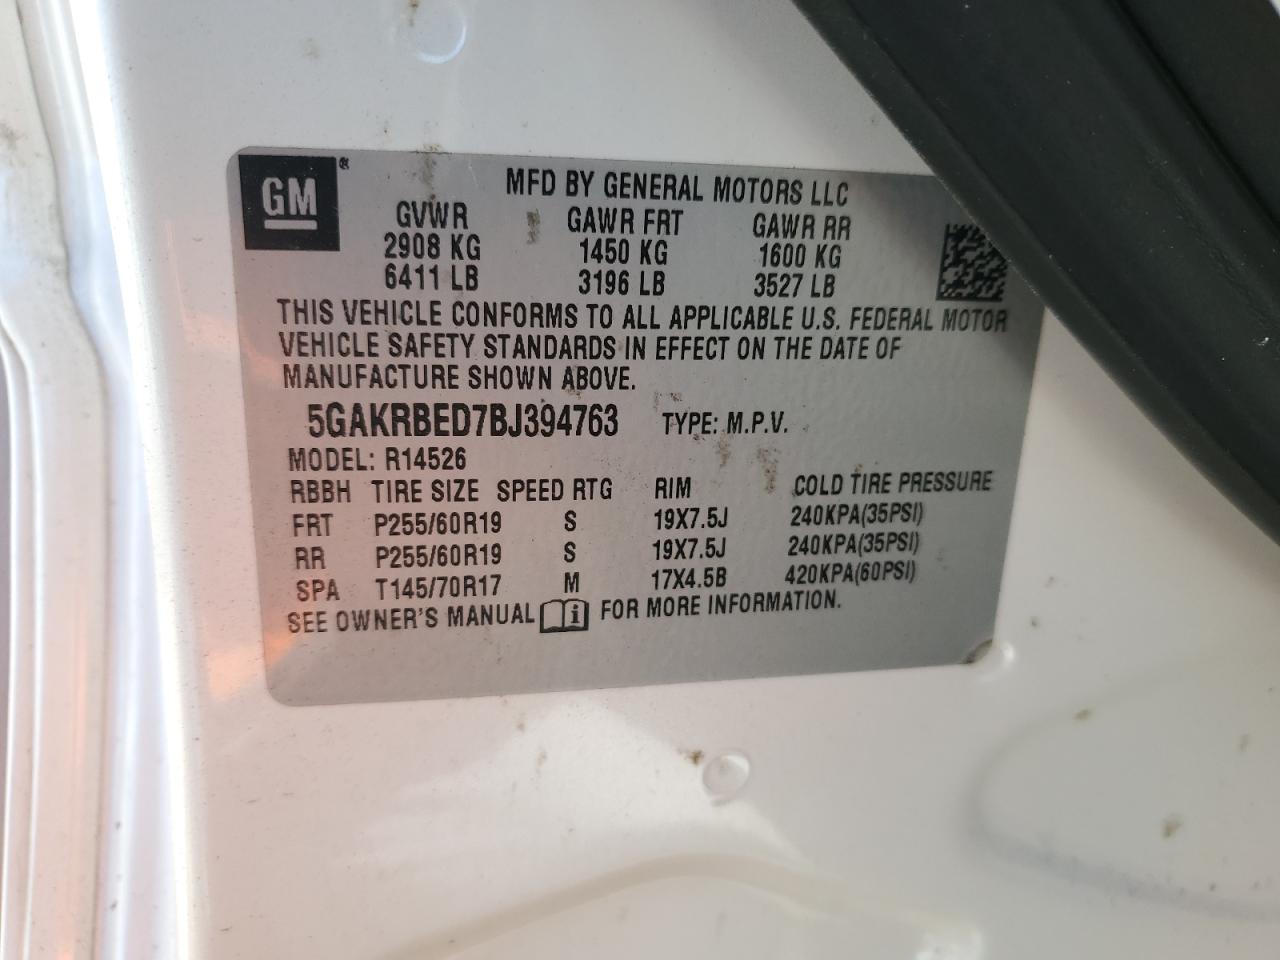 GM ®
MFD BY GENERAL MOTORS LLC
GVWR GAWR FRT GAWR RR
2908 KG 1450 KG 1600 KG
6411 LB 3196 LB 3527 LB
THIS VEHICLE CONFORMS TO ALL APPLICABLE U.S. FEDERAL MOTOR
VEHICLE SAFETY STANDARDS IN EFFECT ON THE DATE OF
MANUFACTURE SHOWN ABOVE.
5GAKRBED7BJ394763 TYPE: M.P.V.
MODEL: R14526
RBBH TIRE SIZE SPEED RTG RIM COLD TIRE PRESSURE
FRT P255/60R19 S 19X7.5J 240KPA(35PSI)
RR P255/60R19 S 19X7.5J 240KPA(35PSI)
SPA T145/70R17 M 17X4.5B 420KPA(60PSI)
SEE OWNER'S MANUAL i FOR MORE INFORMATION.